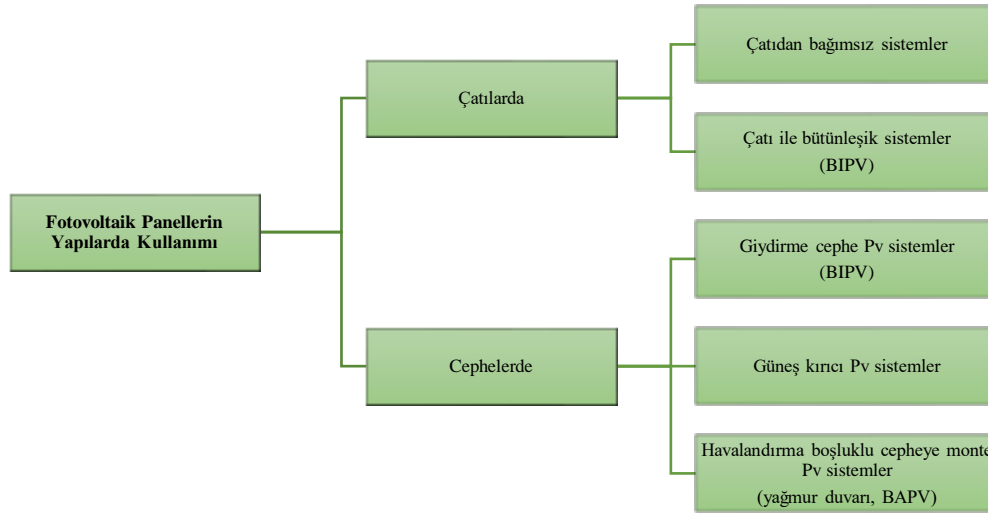 Fotovoltaik Panellerin
Yapılarda Kullanımı
Çatılarda
Çatıdan bağımsız sistemler
Çatı ile bütünleşik sistemler
(BIPV)
Cephelerde
Giydirme cephe Pv sistemler
(BIPV)
Güneş kırıcı Pv sistemler
Havalandırma boşluklu cepheye monte
Pv sistemler
(yağmur duvarı, BAPV)